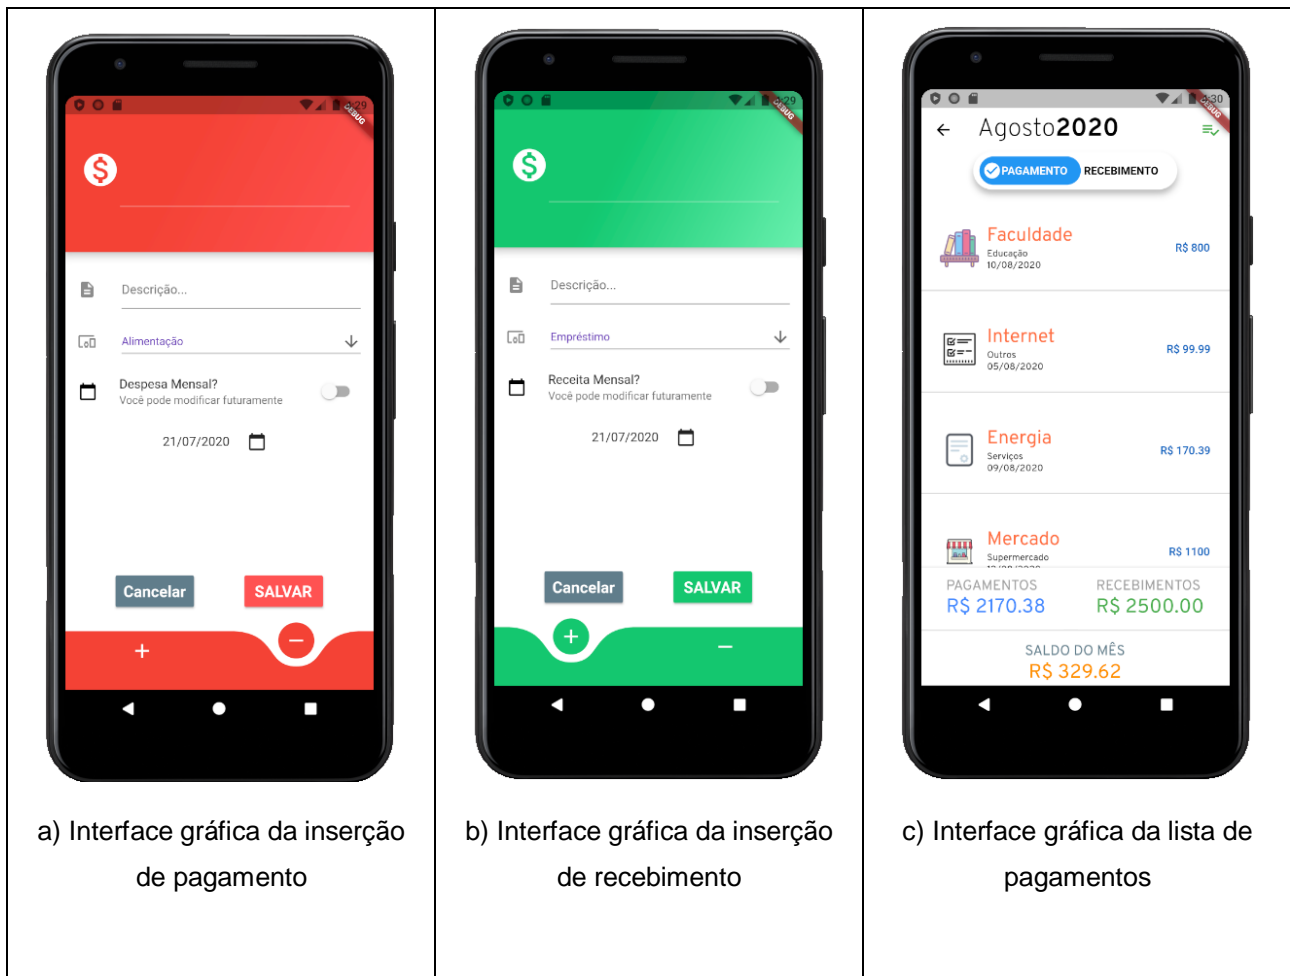 DEBUG
$
Descrição...
Alimentação
Despesa Mensal?
Você pode modificar futuramente
21/07/2020
Cancelar
SALVAR
+
−
a) Interface gráfica da inserção
de pagamento
DEBUG
$
Descrição...
Empréstimo
Receita Mensal?
Você pode modificar futuramente
21/07/2020
Cancelar
SALVAR
+
−
b) Interface gráfica da inserção
de recebimento
DEBUG
Agosto2020
PAGAMENTO RECEBIMENTO
Faculdade
Educação
10/08/2020
R$ 800
Internet
Outros
05/08/2020
R$ 99.99
Energia
Serviços
09/08/2020
R$ 170.39
Mercado
Supermercado
R$ 1100
PAGAMENTOS RECEBIMENTOS
R$ 2170.38 R$ 2500.00
SALDO DO MÊS
R$ 329.62
c) Interface gráfica da lista de
pagamentos